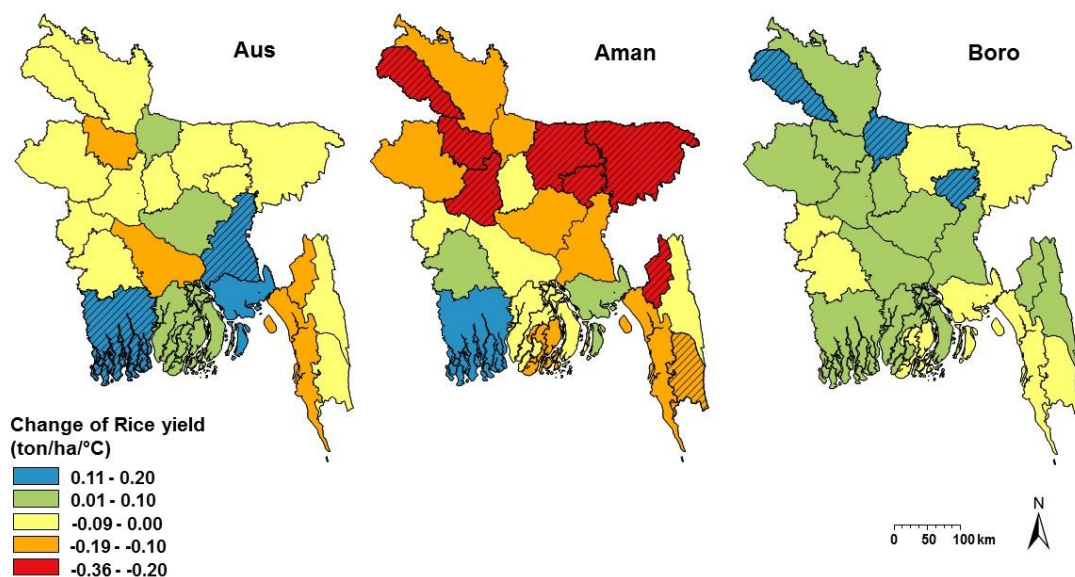 Aus
Aman
Boro
Change of Rice yield
(ton/ha/°C)
0.11 - 0.20
0.01 - 0.10
-0.09 - 0.00
-0.19 - -0.10
-0.36 - -0.20
N
0 50 100 km